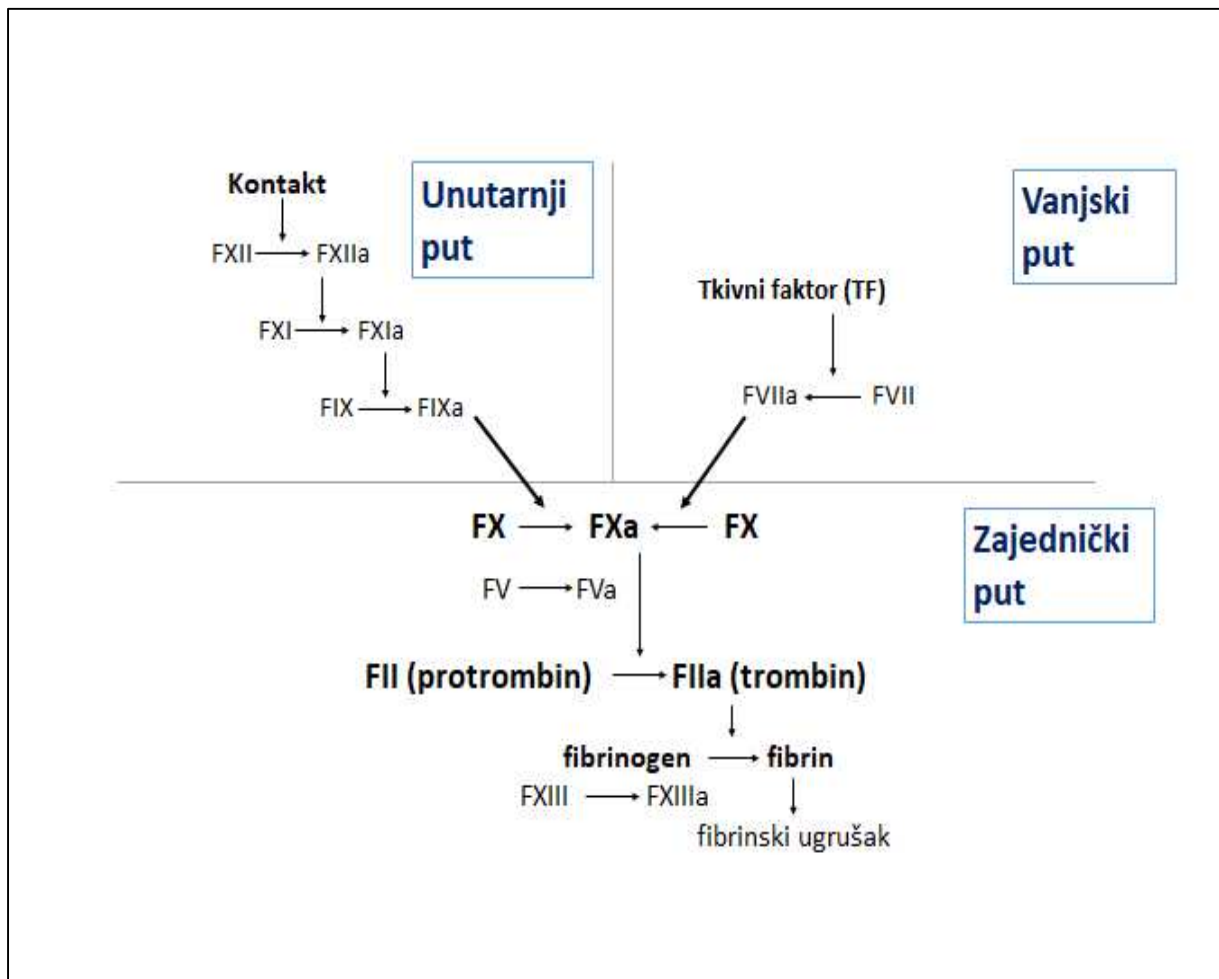 Kontakt
Unutarnji
put
Vanjski
put
FXII FXIIa
Tkivni faktor (TF)
FXI FXIa
FIX FIXa
FVIIa FVII
FX FXa FX
Zajednički
put
FV FVa
FII (protrombin) FIIa (trombin)
fibrinogen fibrin
FXIII FXIIIa
fibrinski ugrušak